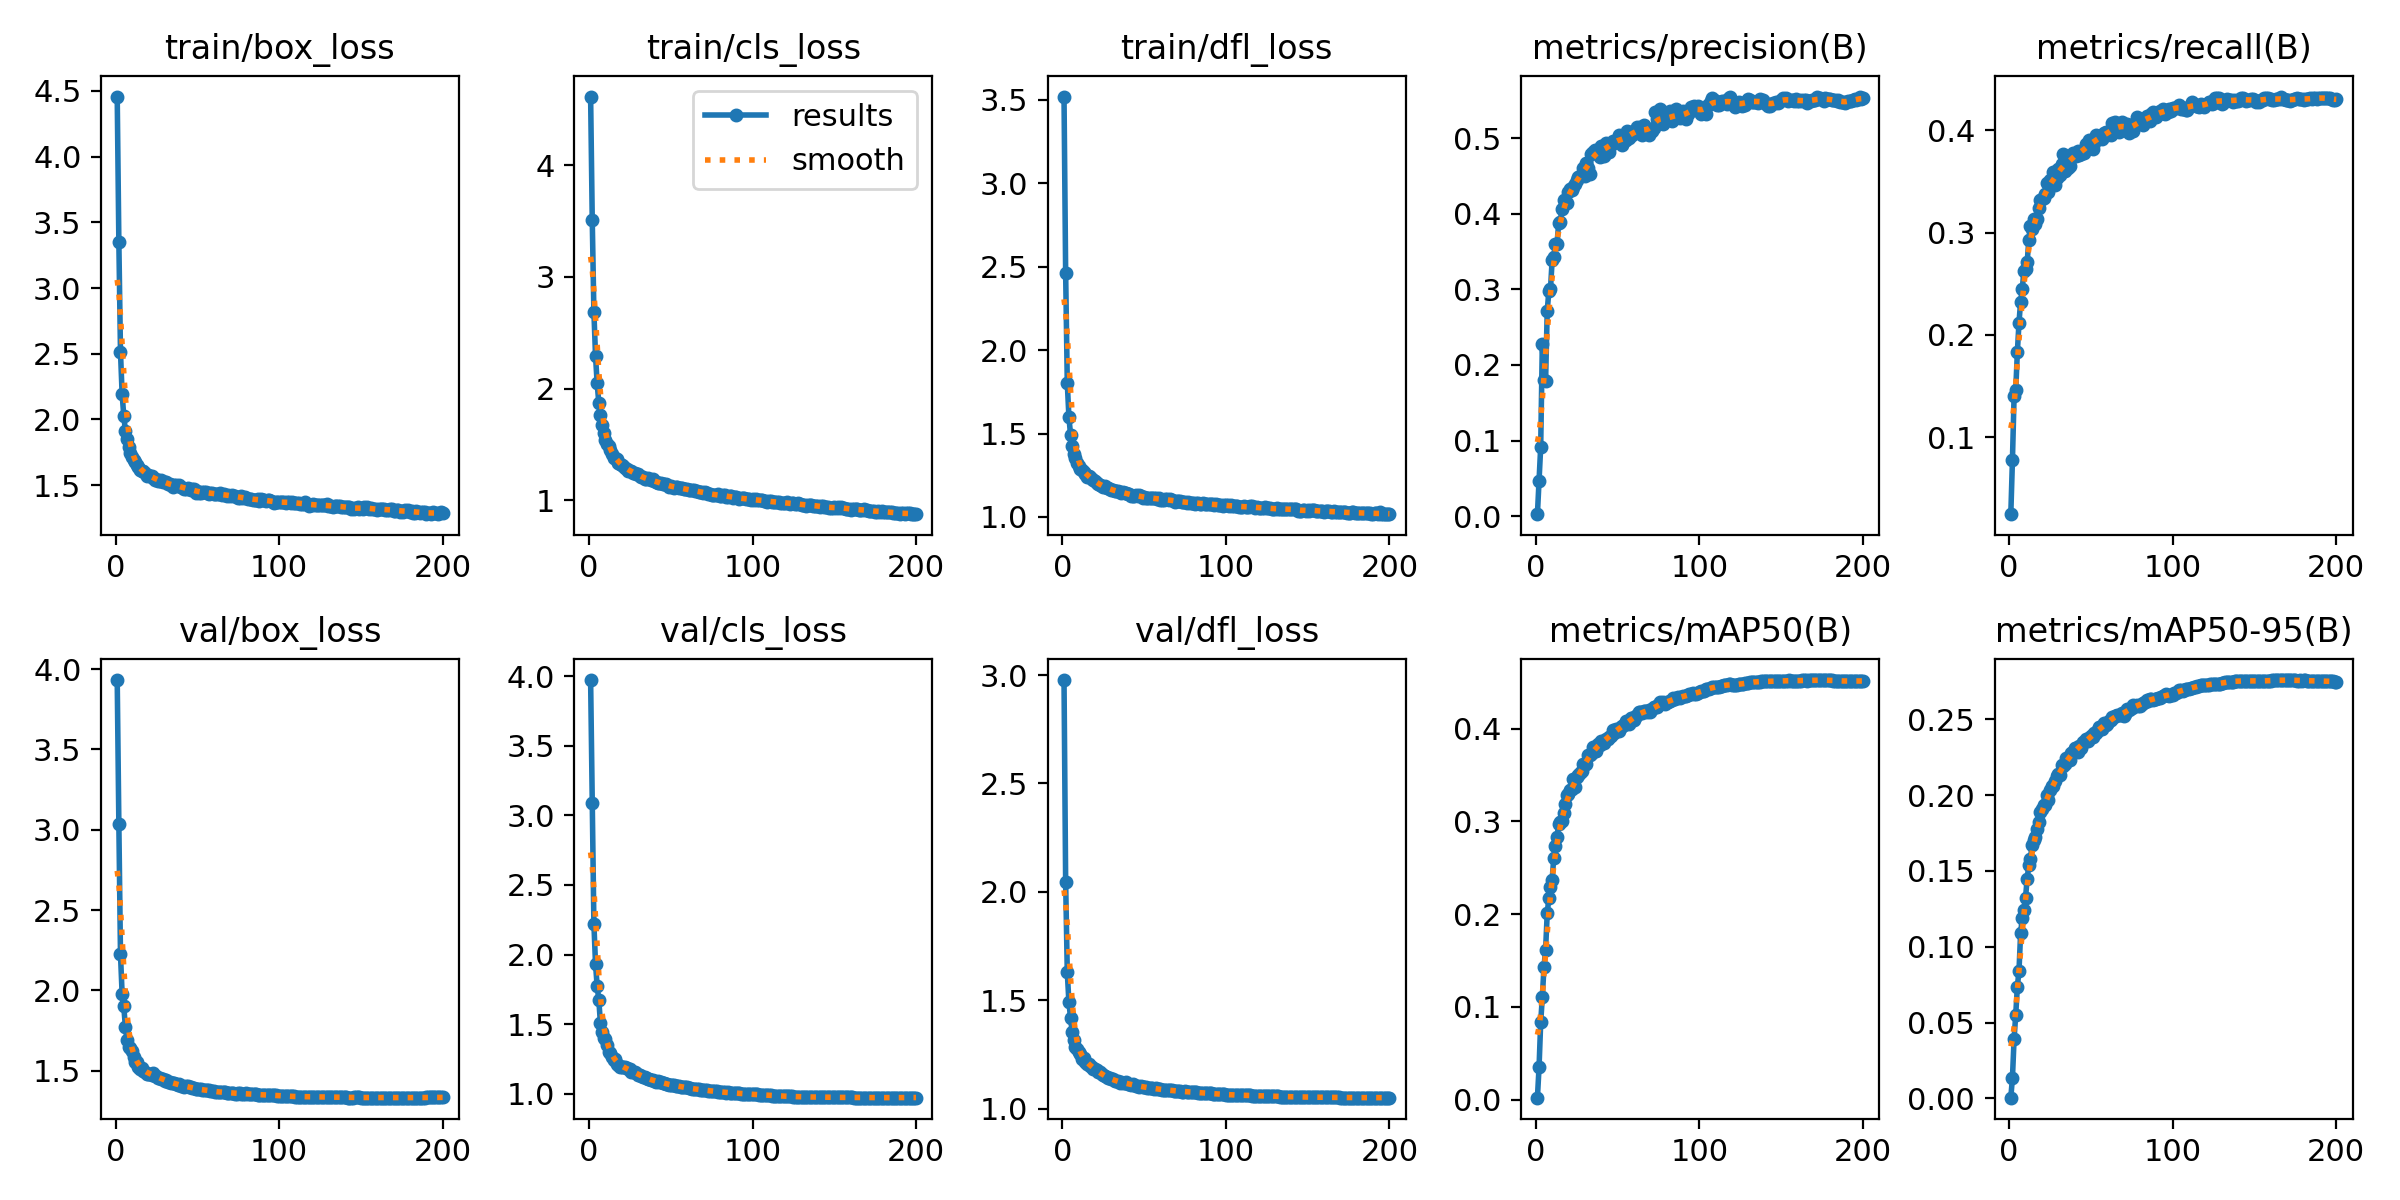 train/box_loss
4.5
4.0
3.5
3.0
2.5
2.0
1.5
0 100 200
train/cls_loss
results
smooth
4
3
2
1
0 100 200
train/dfl_loss
3.5
3.0
2.5
2.0
1.5
1.0
0 100 200
metrics/precision(B)
0.5
0.4
0.3
0.2
0.1
0.0
0 100 200
metrics/recall(B)
0.4
0.3
0.2
0.1
0 100 200
val/box_loss
4.0
3.5
3.0
2.5
2.0
1.5
0 100 200
val/cls_loss
4.0
3.5
3.0
2.5
2.0
1.5
1.0
0 100 200
val/dfl_loss
3.0
2.5
2.0
1.5
1.0
0 100 200
metrics/mAP50(B)
0.4
0.3
0.2
0.1
0.0
0 100 200
metrics/mAP50-95(B)
0.25
0.20
0.15
0.10
0.05
0.00
0 100 200